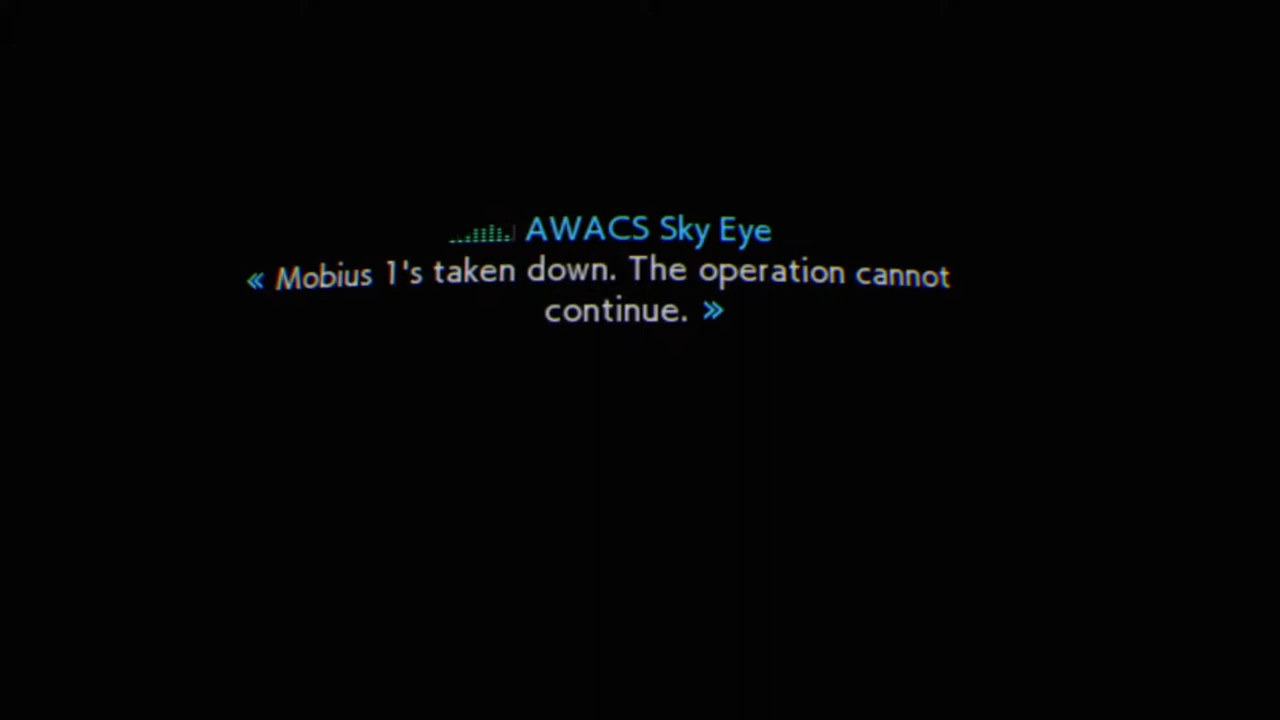 AWACS Sky Eye
« Mobius 1's taken down. The operation cannot
continue. »